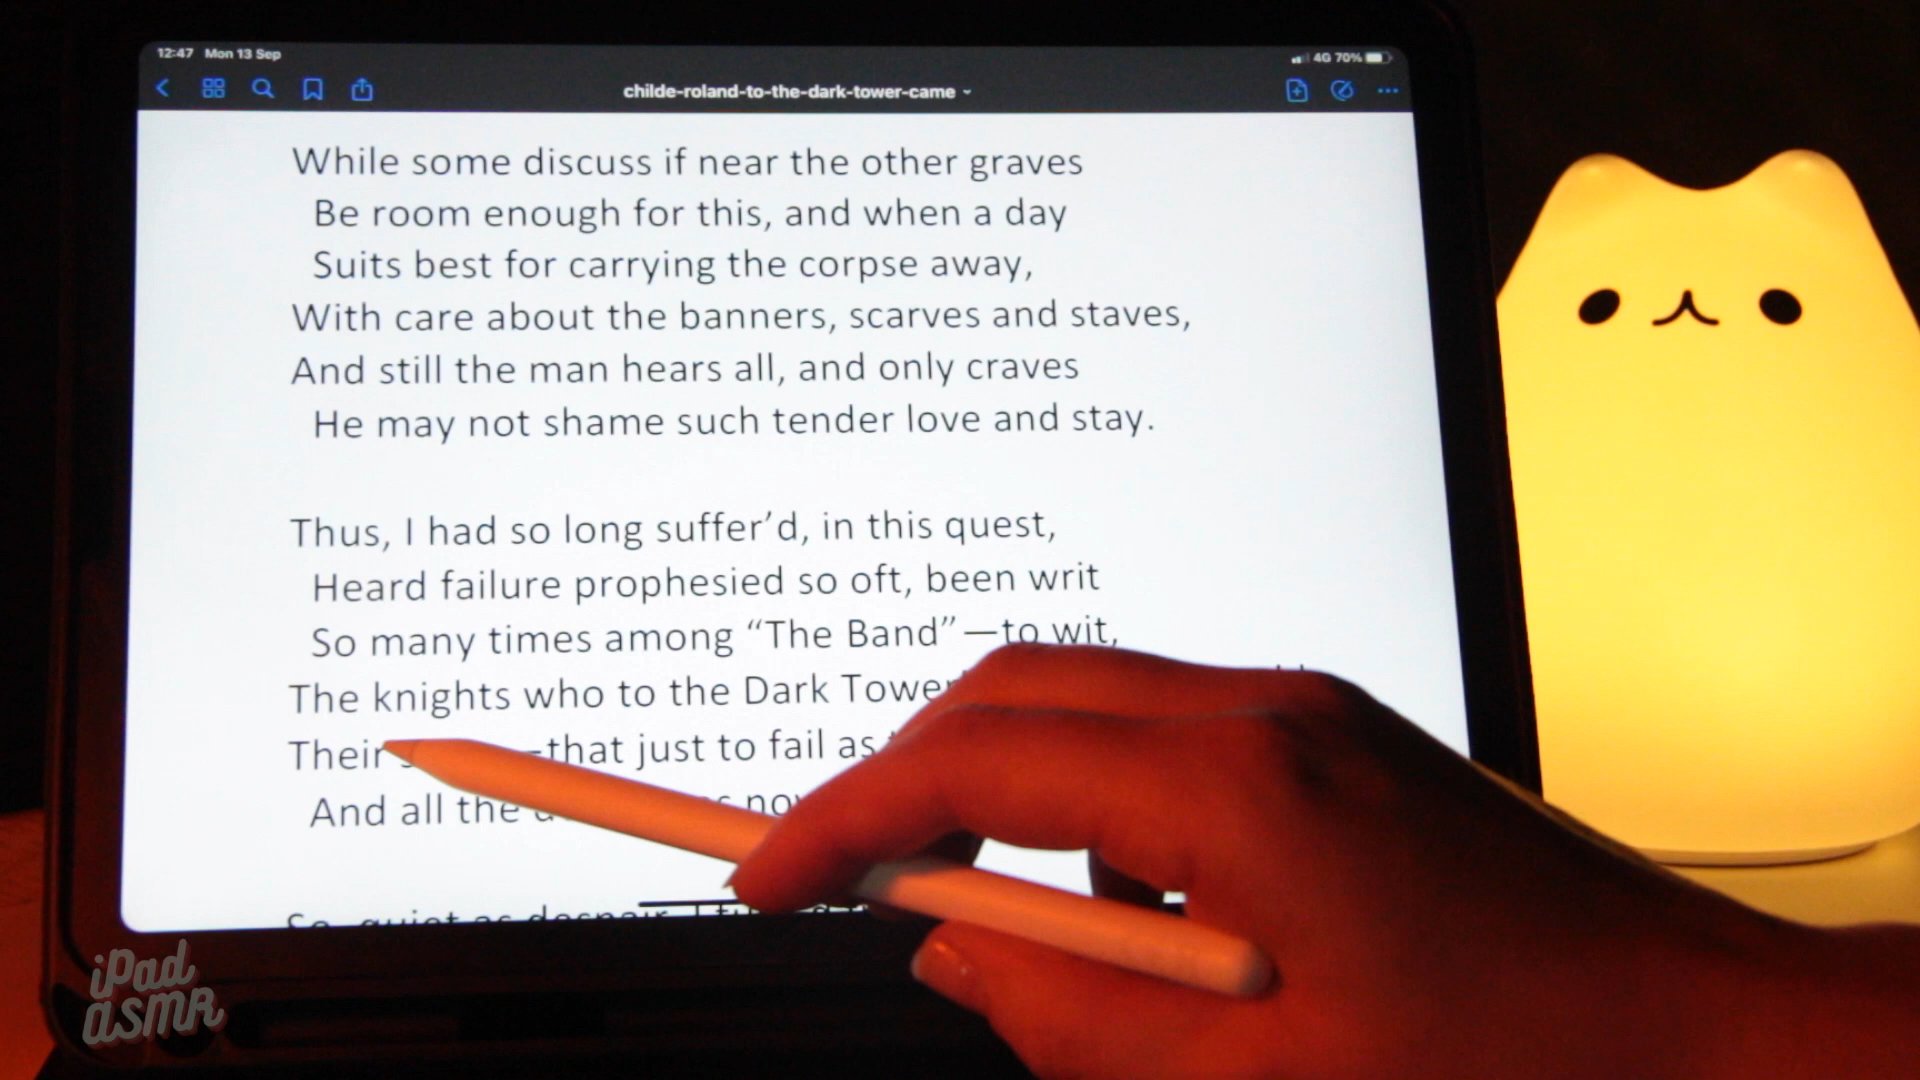 12:47 Mon 13 Sep
4G 70%
childe-roland-to-the-dark-tower-came
While some discuss if near the other graves
Be room enough for this, and when a day
Suits best for carrying the corpse away,
With care about the banners, scarves and staves,
And still the man hears all, and only craves
He may not shame such tender love and stay.
Thus, I had so long suffer’d, in this quest,
Heard failure prophesied so oft, been writ
So many times among “The Band”—to wit,
The knights who to the Dark Tower
Their —that just to fail as
And all the
So, quiet as despair, I
iPad
asmr